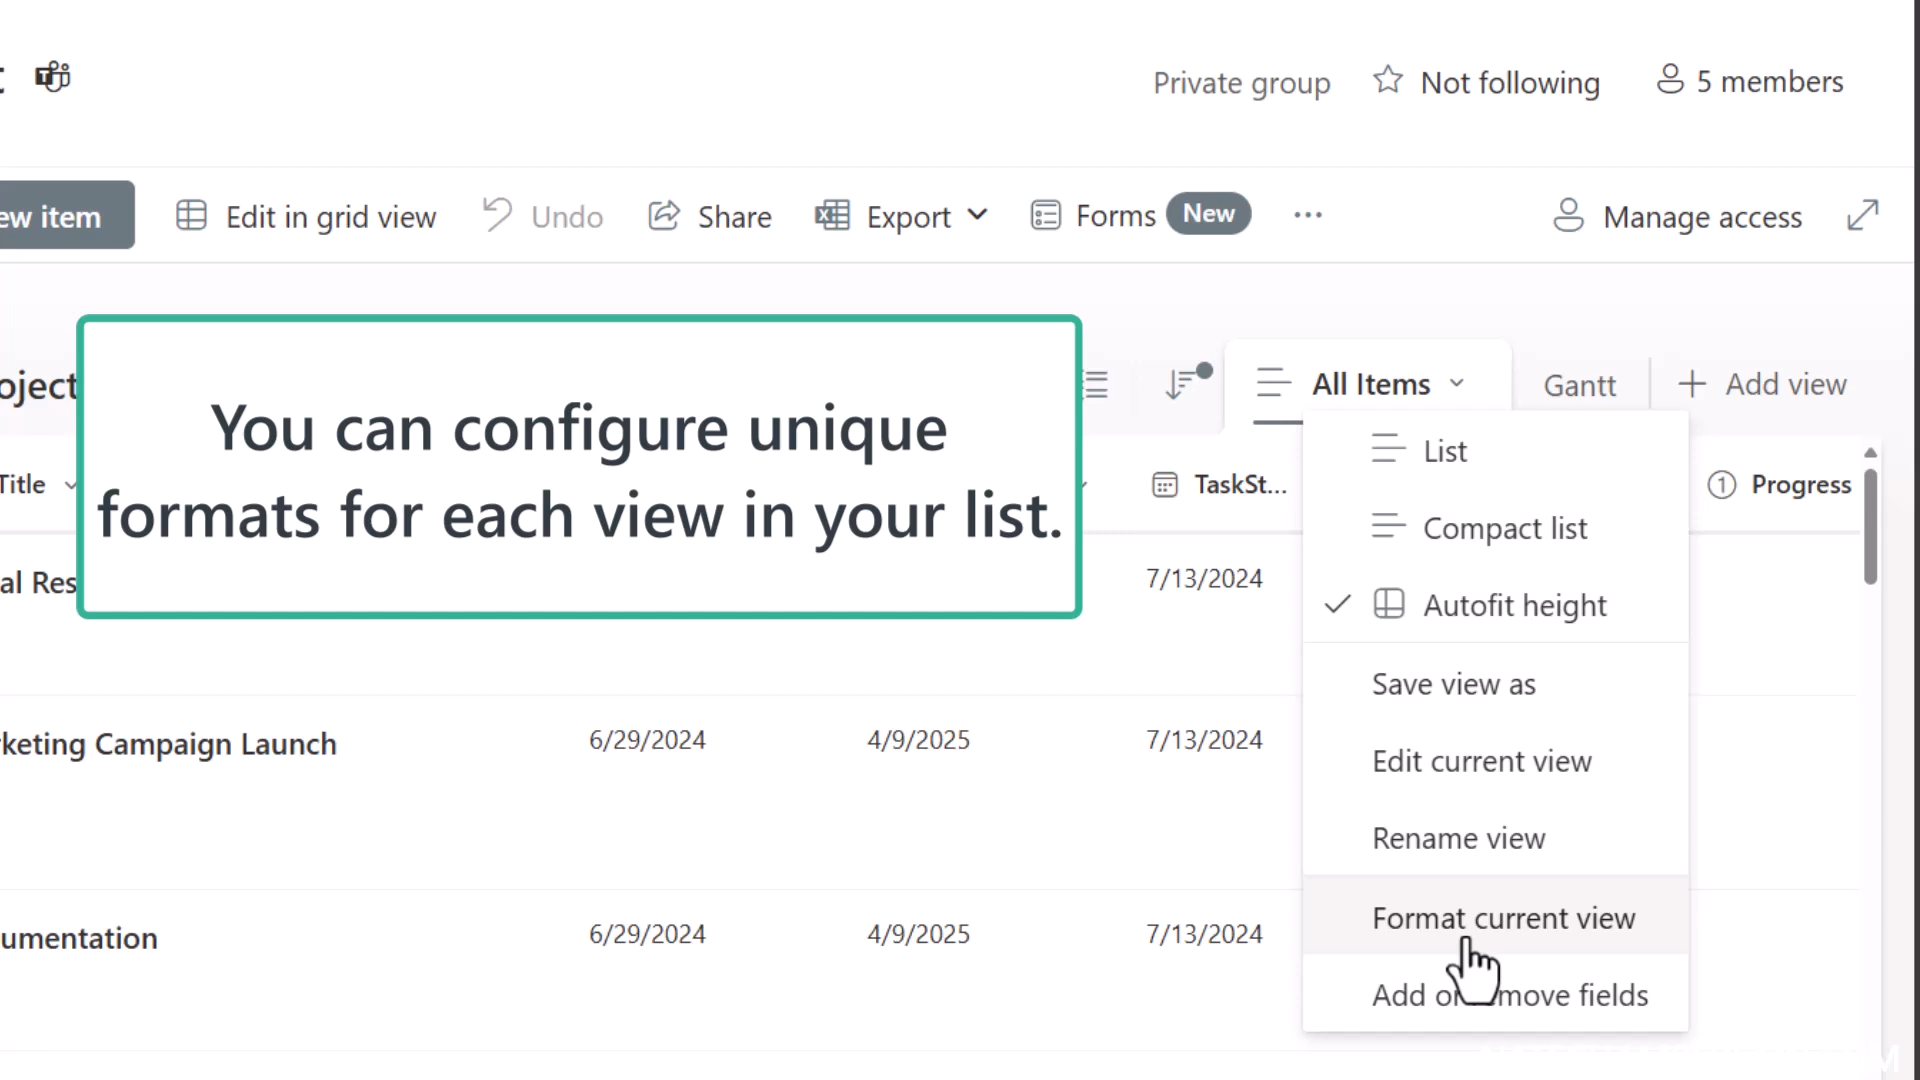 Private group
Not following
5 members
ew item
Edit in grid view
Undo
Share
Export
Forms
New
Manage access
oject
All Items
Gantt
Add view
You can configure unique
formats for each view in your list.
Title
TaskSt...
Progress
List
Compact list
Autofit height
Save view as
Edit current view
Rename view
Format current view
Add or remove fields
al Res
7/13/2024
keting Campaign Launch
6/29/2024
4/9/2025
7/13/2024
umentation
6/29/2024
4/9/2025
7/13/2024